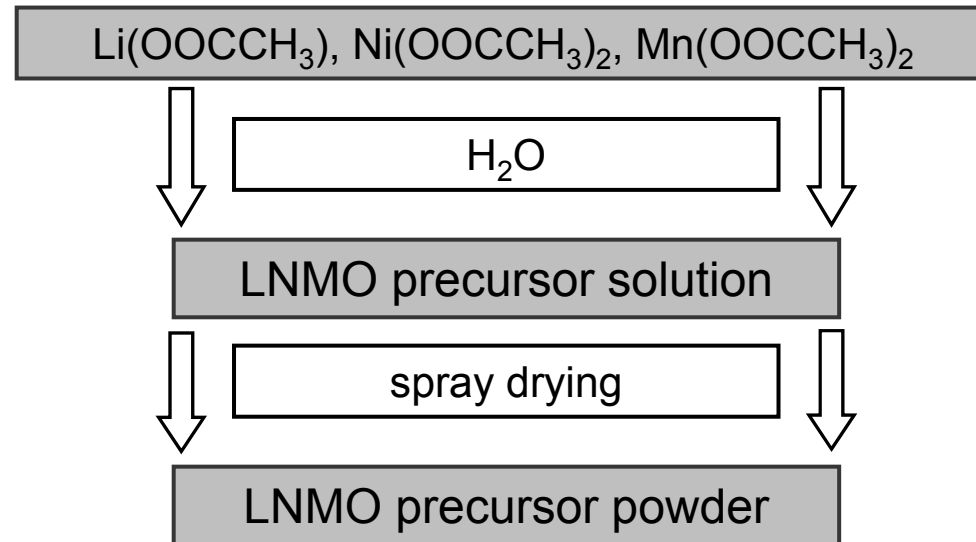 Li(OOCCH₃), Ni(OOCCH₃)₂, Mn(OOCCH₃)₂
H₂O
LNMO precursor solution
spray drying
LNMO precursor powder